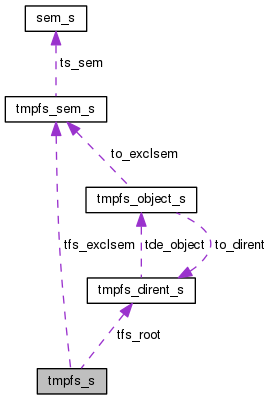 sem_s
ts_sem
tmpfs_sem_s
to_exclsem
tmpfs_object_s
tfs_exclsem
tde_object
to_dirent
tmpfs_dirent_s
tfs_root
tmpfs_s